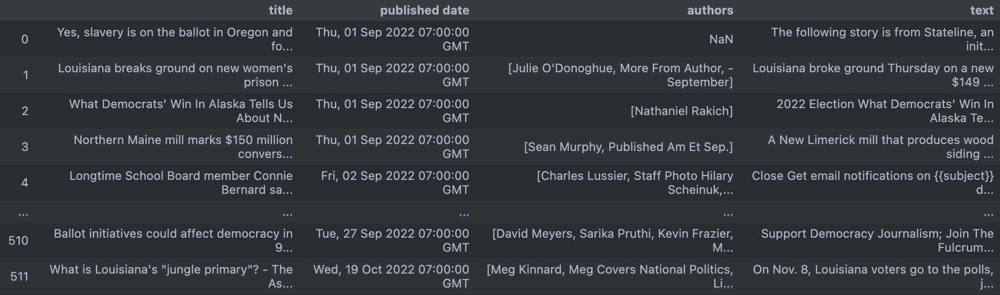 title published date authors text
0 Yes, slavery is on the ballot in Oregon and fo... Thu, 01 Sep 2022 07:00:00 GMT NaN The following story is from Stateline, an init...
1 Louisiana breaks ground on new women's prison ... Thu, 01 Sep 2022 07:00:00 GMT [Julie O'Donoghue, More From Author, - September] Louisiana broke ground Thursday on a new $149 ...
2 What Democrats’ Win In Alaska Tells Us About N... Thu, 01 Sep 2022 07:00:00 GMT [Nathaniel Rakich] 2022 Election What Democrats' Win In Alaska Te...
3 Northern Maine mill marks $150 million convers... Thu, 01 Sep 2022 07:00:00 GMT [Sean Murphy, Published Am Et Sep.] A New Limerick mill that produces wood siding ...
4 Longtime School Board member Connie Bernard sa... Fri, 02 Sep 2022 07:00:00 GMT [Charles Lussier, Staff Photo Hilary Scheinuk,... Close Get email notifications on {{subject}} d...
... ... ... ... ...
510 Ballot initiatives could affect democracy in 9... Tue, 27 Sep 2022 07:00:00 GMT [David Meyers, Sarika Pruthi, Kevin Frazier, M... Support Democracy Journalism; Join The Fulcrum...
511 What is Louisiana's "jungle primary"? - The As... Wed, 19 Oct 2022 07:00:00 GMT [Meg Kinnard, Meg Covers National Politics, Li... On Nov. 8, Louisiana voters go to the polls, j...